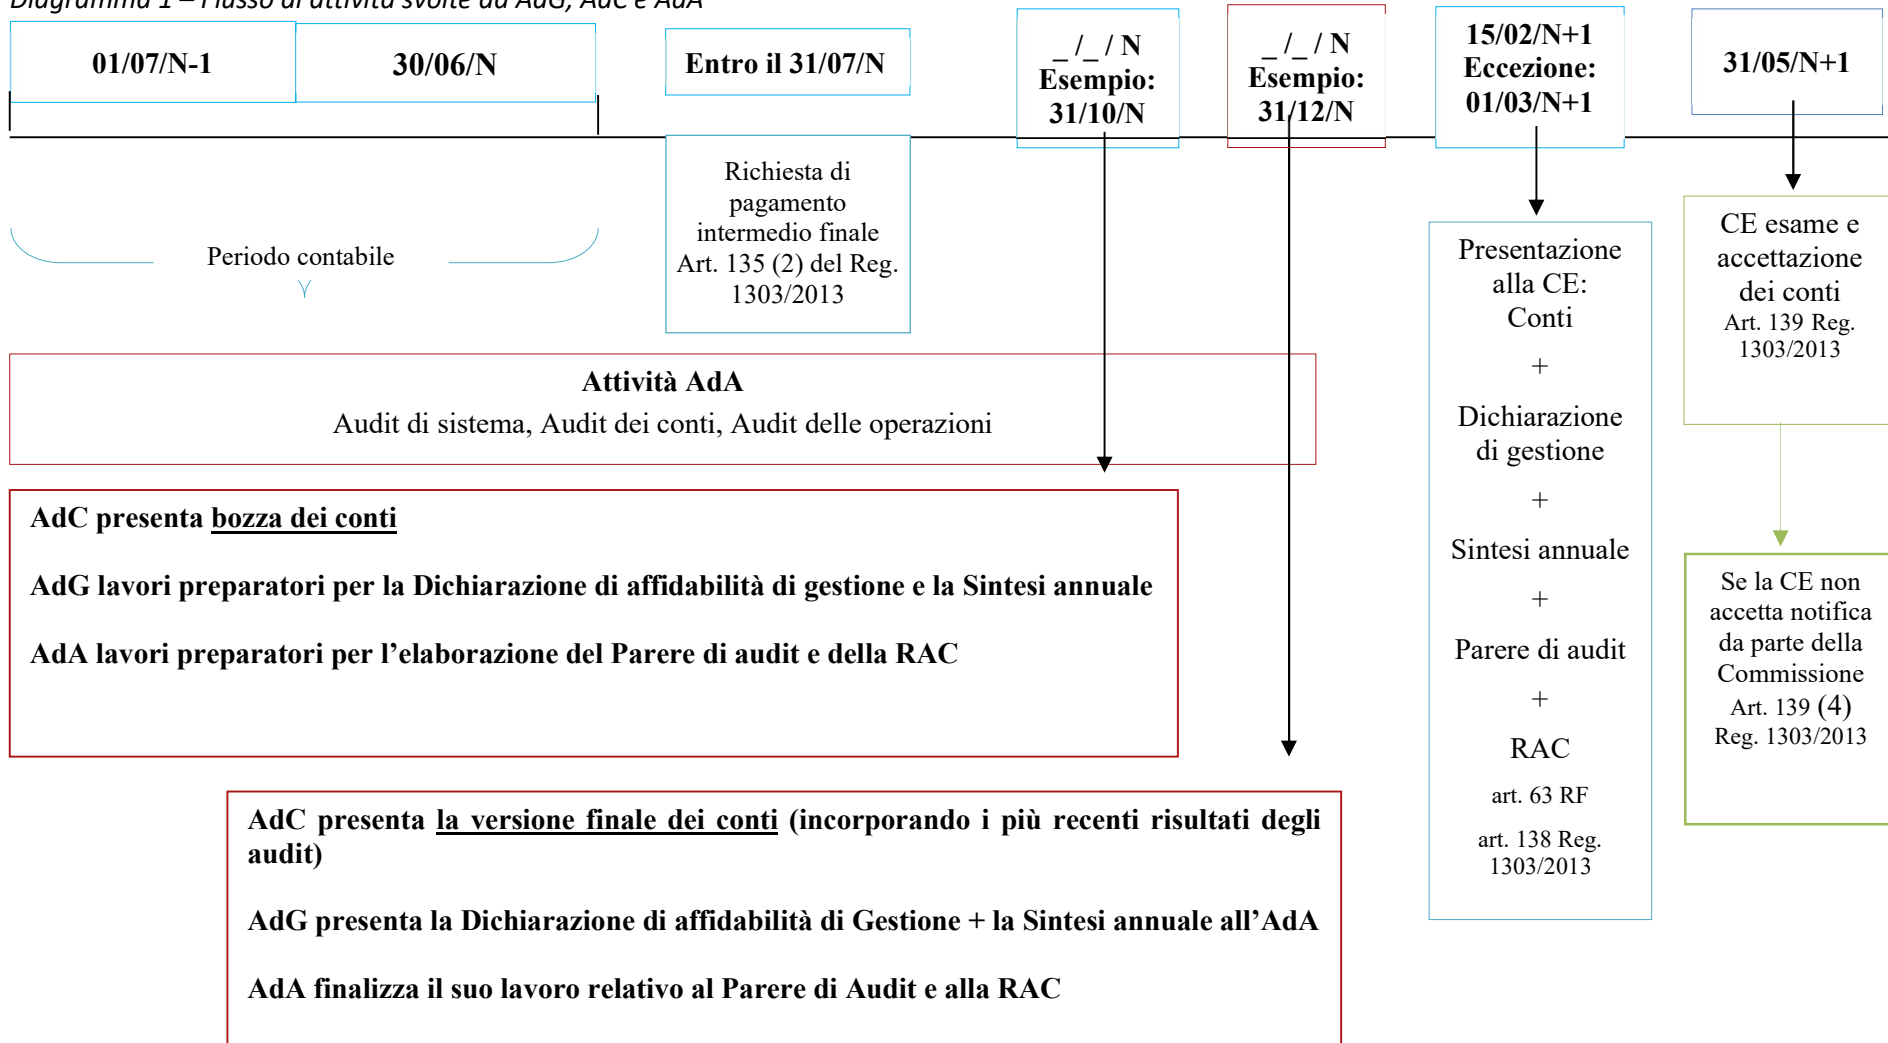 Diagramma 1 – Flusso di attività svolte da AdG, AdC e AdA
01/07/N-1
30/06/N
Entro il 31/07/N
_ /_ / N
Esempio:
31/10/N
_ /_ / N
Esempio:
31/12/N
15/02/N+1
Eccezione:
01/03/N+1
31/05/N+1
Periodo contabile
Richiesta di
pagamento
intermedio finale
Art. 135 (2) del Reg.
1303/2013
Attività AdA
Audit di sistema, Audit dei conti, Audit delle operazioni
AdC presenta bozza dei conti
AdG lavori preparatori per la Dichiarazione di affidabilità di gestione e la Sintesi annuale
AdA lavori preparatori per l’elaborazione del Parere di audit e della RAC
AdC presenta la versione finale dei conti (incorporando i più recenti risultati degli
audit)
AdG presenta la Dichiarazione di affidabilità di Gestione + la Sintesi annuale all’AdA
AdA finalizza il suo lavoro relativo al Parere di Audit e alla RAC
Presentazione
alla CE:
Conti
+
Dichiarazione
di gestione
+
Sintesi annuale
+
Parere di audit
+
RAC
art. 63 RF
art. 138 Reg.
1303/2013
CE esame e
accettazione
dei conti
Art. 139 Reg.
1303/2013
Se la CE non
accetta notifica
da parte della
Commissione
Art. 139 (4)
Reg. 1303/2013